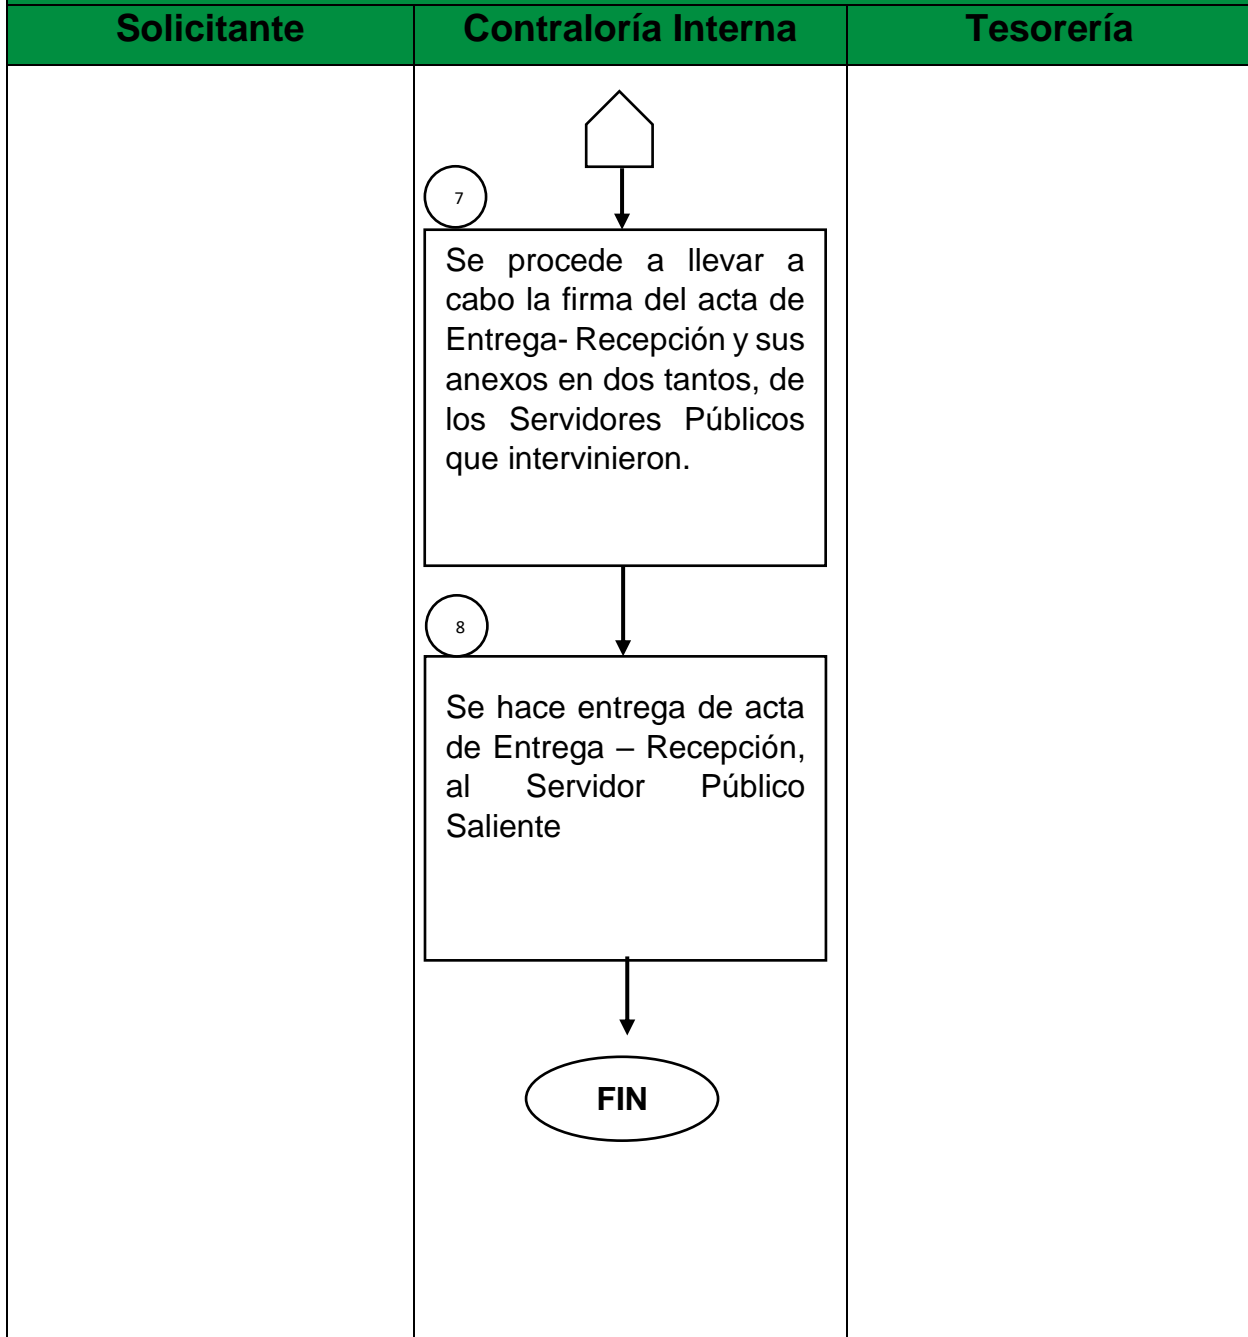 Solicitante
Contraloría Interna
Tesorería
7
Se procede a llevar a
cabo la firma del acta de
Entrega- Recepción y sus
anexos en dos tantos, de
los Servidores Públicos
que intervinieron.
8
Se hace entrega de acta
de Entrega – Recepción,
al Servidor Público
Saliente
FIN